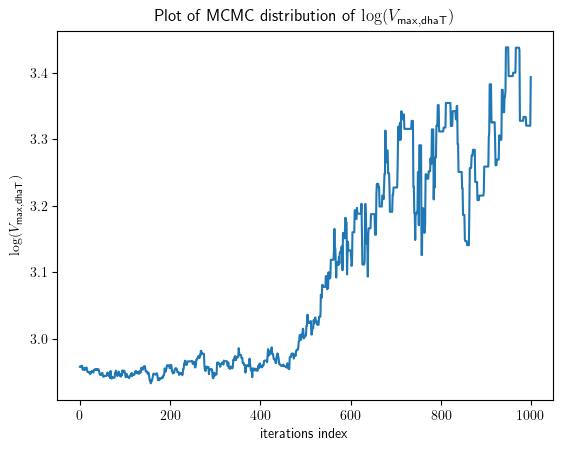 Plot of MCMC distribution of log(V_max,dhaT)
log(V_max,dhaT)
3.4
3.3
3.2
3.1
3.0
0 200 400 600 800 1000
iterations index